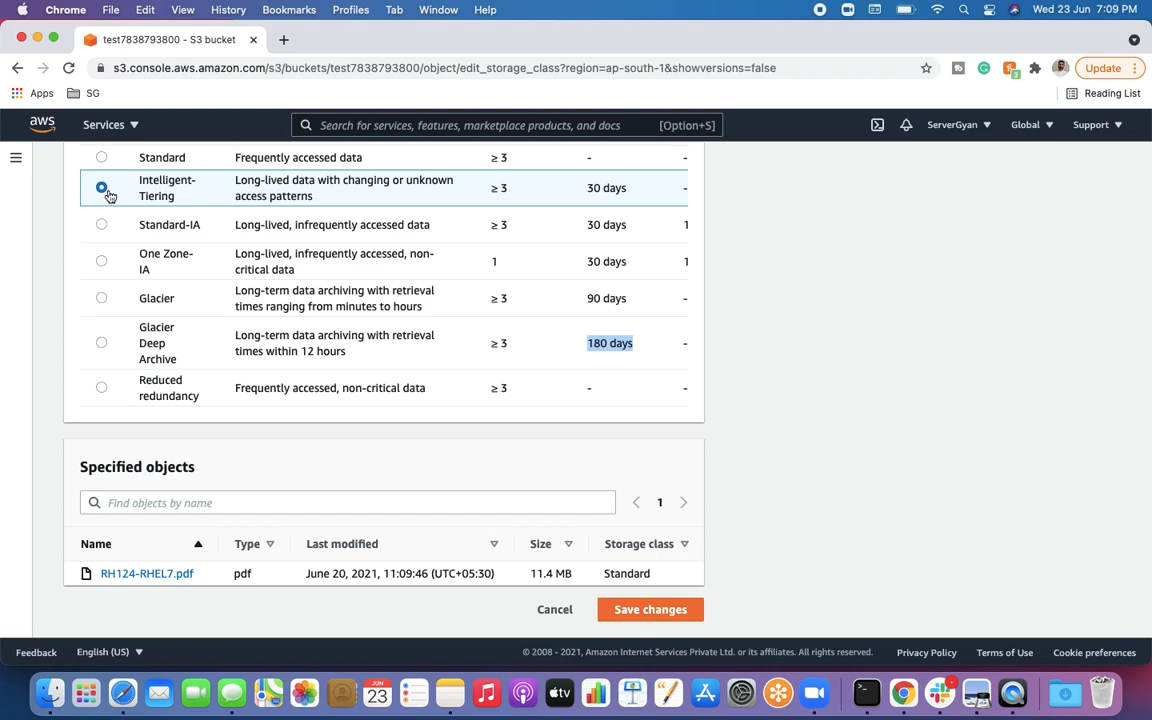 Chrome File Edit View History Bookmarks Profiles Tab Window Help Wed 23 Jun 7:09 PM
test7838793800 - S3 bucket
s3.console.aws.amazon.com/s3/buckets/test7838793800/object/edit_storage_class?region=ap-south-1&showversions=false Update
Apps SG Reading List
aws Services Search for services, features, marketplace products, and docs [Option+S] ServerGyan Global Support
Standard Frequently accessed data ≥ 3 - -
Intelligent- Long-lived data with changing or unknown ≥ 3 30 days -
Tiering access patterns
Standard-IA Long-lived, infrequently accessed data ≥ 3 30 days 1
One Zone- Long-lived, infrequently accessed, non- 1 30 days 1
IA critical data
Glacier Long-term data archiving with retrieval ≥ 3 90 days -
times ranging from minutes to hours
Glacier
Deep Long-term data archiving with retrieval ≥ 3 180 days -
Archive times within 12 hours
Reduced Frequently accessed, non-critical data ≥ 3 - -
redundancy
Specified objects
Find objects by name 1
Name Type Last modified Size Storage class
RH124-RHEL7.pdf pdf June 20, 2021, 11:09:46 (UTC+05:30) 11.4 MB Standard
Cancel Save changes
Feedback English (US) © 2008 - 2021, Amazon Internet Services Private Ltd. or its affiliates. All rights reserved. Privacy Policy Terms of Use Cookie preferences
JUN
23
tv